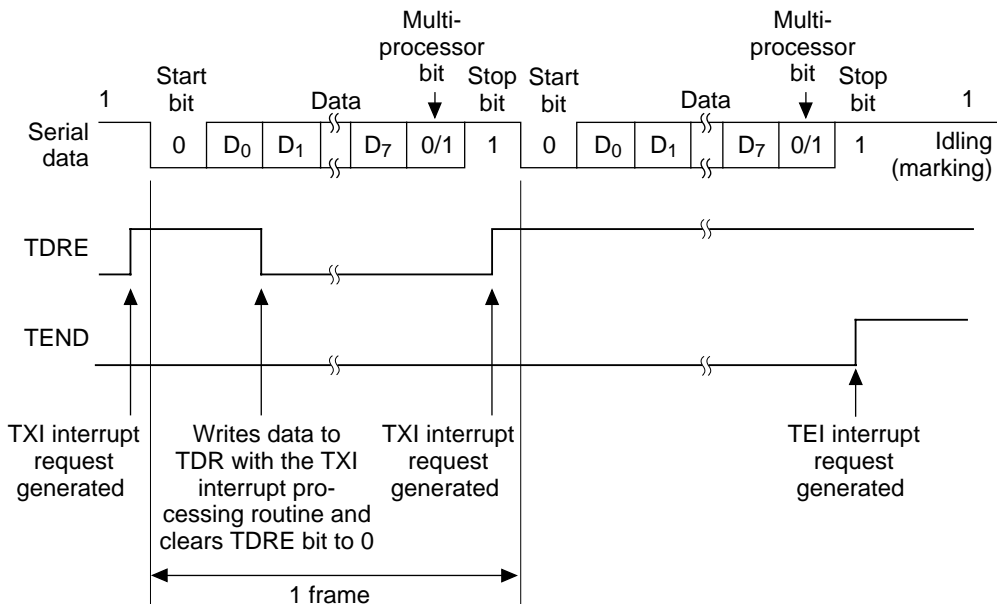 Multi-
processor
bit
Multi-
processor
bit
Start
bit
Stop
bit
Start
bit
Stop
bit
1
Data
Data
1
Serial
data
0
D0
D1
D7
0/1
1
0
D0
D1
D7
0/1
1
Idling
(marking)
TDRE
TEND
TXI interrupt
request
generated
Writes data to
TDR with the TXI
interrupt pro-
cessing routine and
clears TDRE bit to 0
TXI interrupt
request
generated
TEI interrupt
request
generated
1 frame